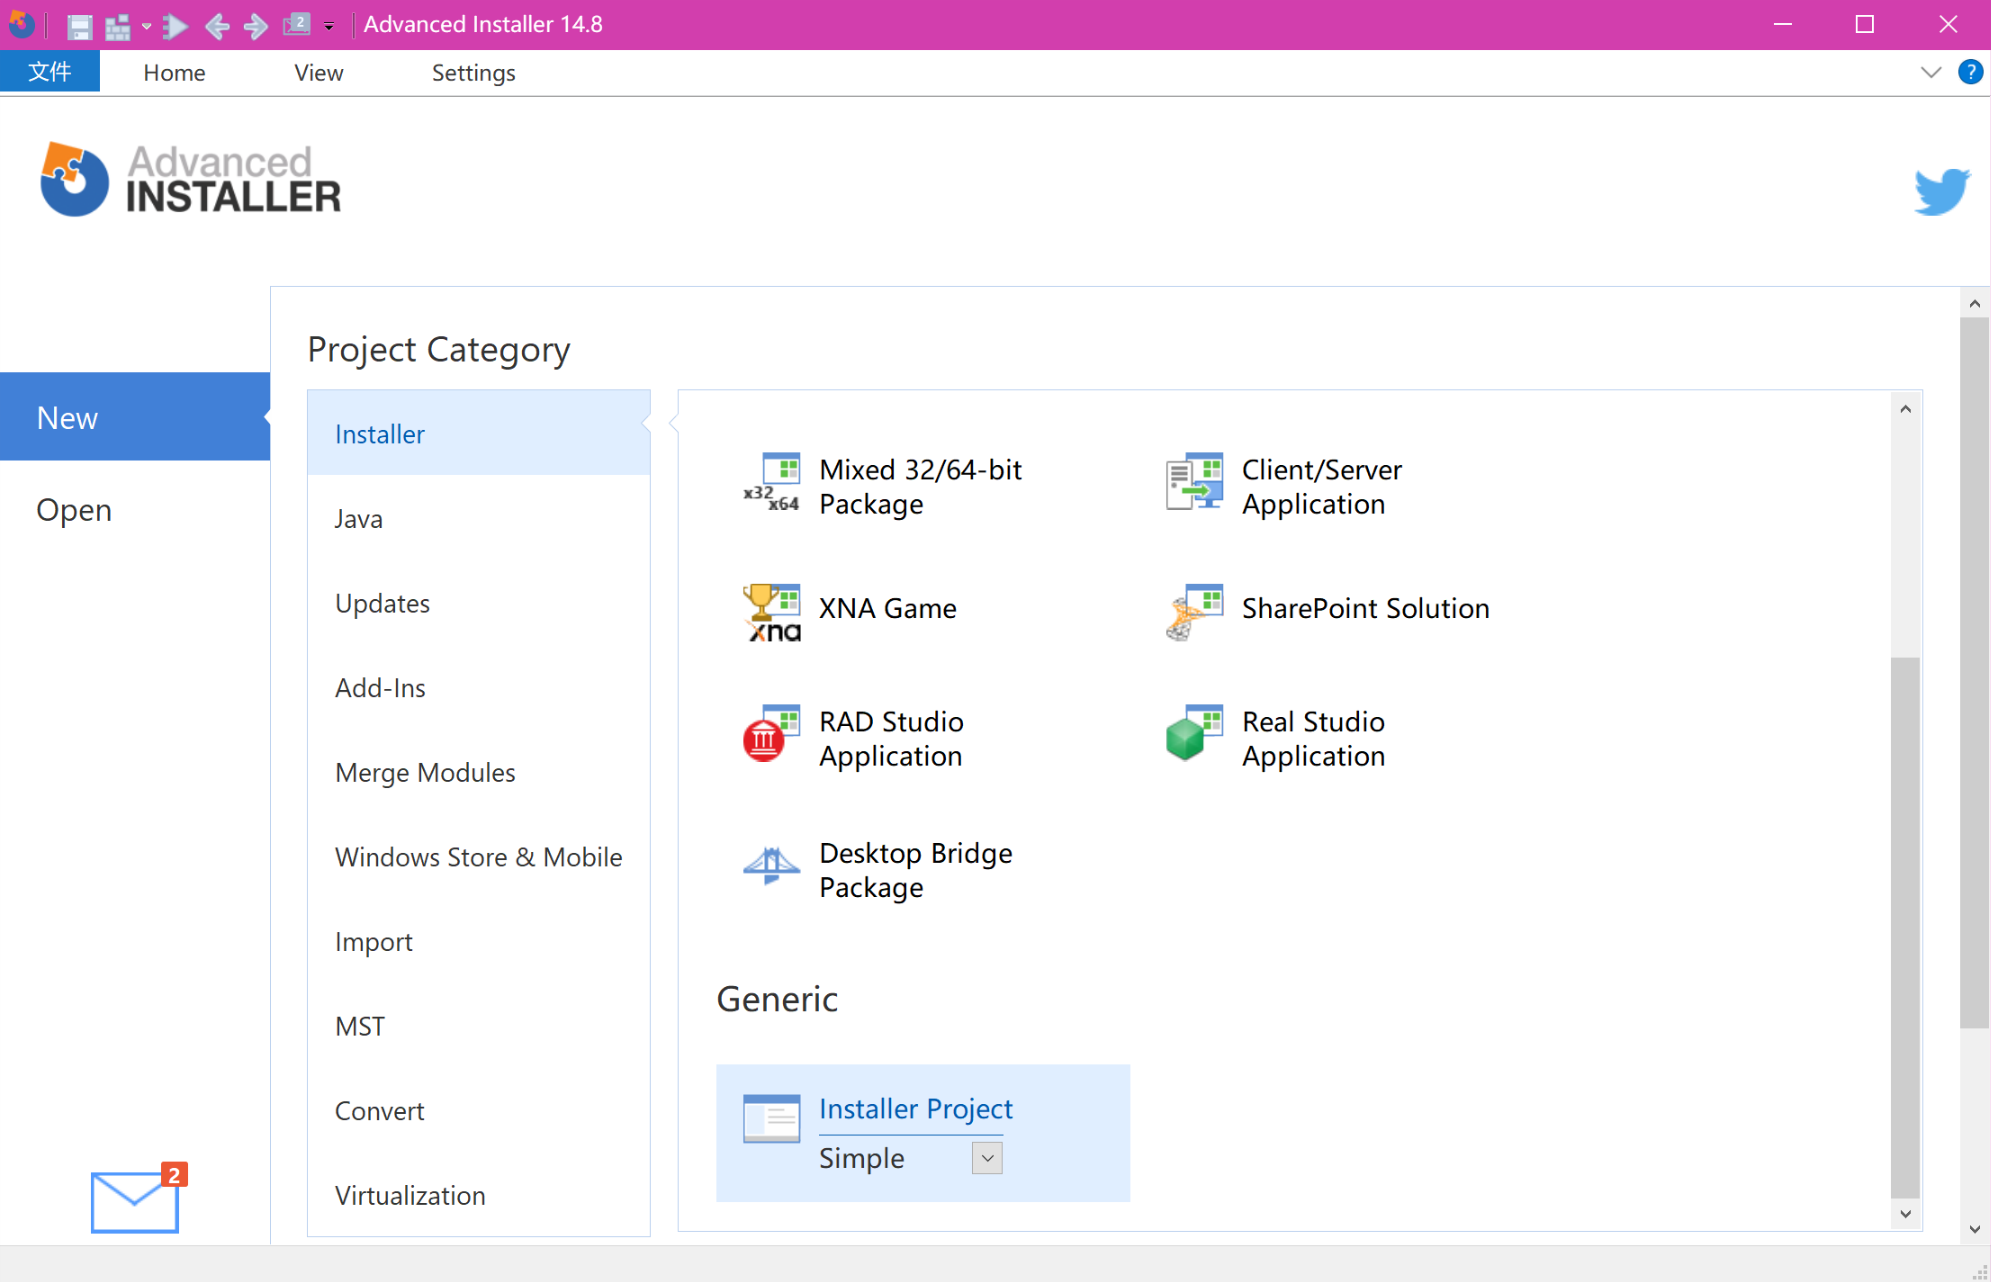 2
Advanced Installer 14.8
文件
Home
View
Settings
?
Advanced
INSTALLER
New
Open
2
Project Category
Installer
Java
Updates
Add-Ins
Merge Modules
Windows Store & Mobile
Import
MST
Convert
Virtualization
x32
x64
Mixed 32/64-bit
Package
Client/Server
Application
xna
XNA Game
SharePoint Solution
RAD Studio
Application
Real Studio
Application
Desktop Bridge
Package
Generic
Installer Project
Simple